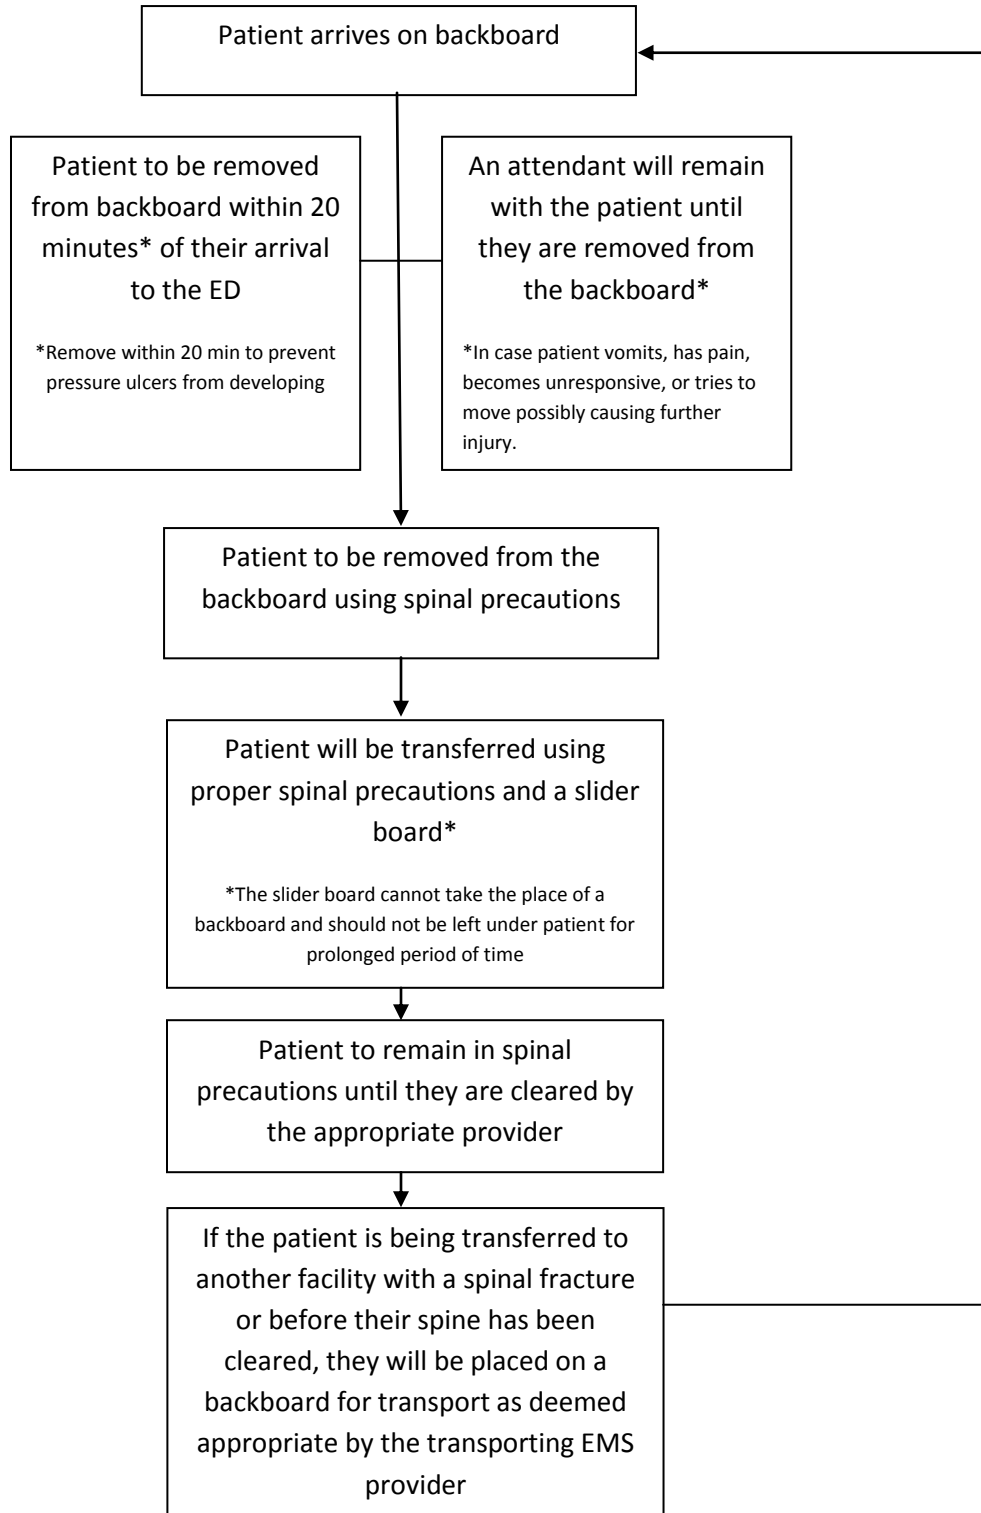 Patient arrives on backboard
Patient to be removed
from backboard within 20
minutes* of their arrival
to the ED
*Remove within 20 min to prevent
pressure ulcers from developing
An attendant will remain
with the patient until
they are removed from
the backboard*
*In case patient vomits, has pain,
becomes unresponsive, or tries to
move possibly causing further
injury.
Patient to be removed from the
backboard using spinal precautions
Patient will be transferred using
proper spinal precautions and a slider
board*
*The slider board cannot take the place of a
backboard and should not be left under patient for
prolonged period of time
Patient to remain in spinal
precautions until they are cleared by
the appropriate provider
If the patient is being transferred to
another facility with a spinal fracture
or before their spine has been
cleared, they will be placed on a
backboard for transport as deemed
appropriate by the transporting EMS
provider